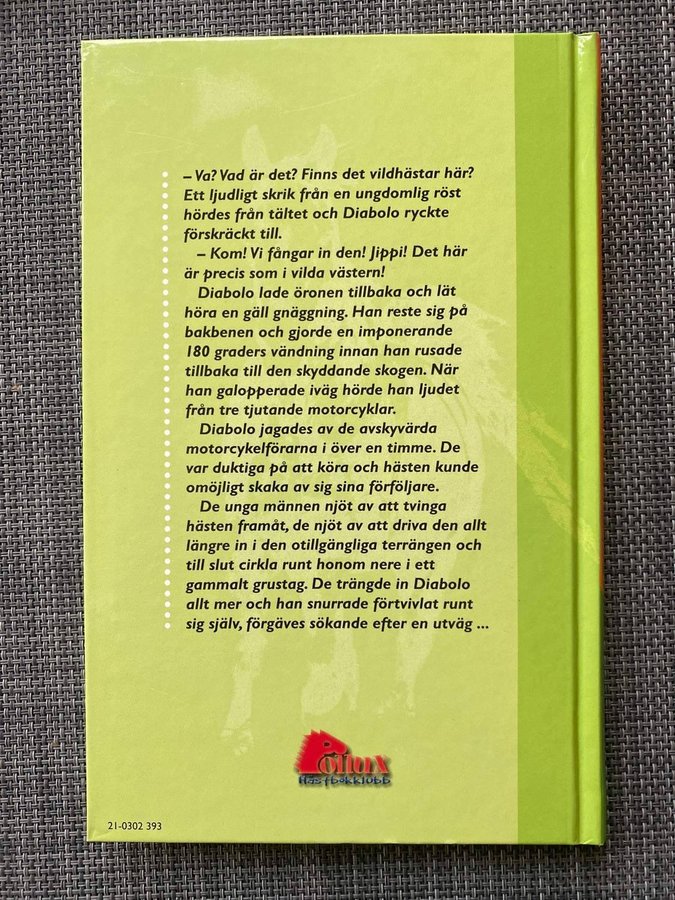 – Va? Vad är det? Finns det vildhästar här?
Ett ljudligt skrik från en ungdomlig röst
hördes från tältet och Diabolo ryckte
förskräckt till.
– Kom! Vi fångar in den! Jippi! Det här
är precis som i vilda västern!
Diabolo lade öronen tillbaka och lät
höra en gäll gnäggning. Han reste sig på
bakbenen och gjorde en imponerande
180 graders vändning innan han rusade
tillbaka till den skyddande skogen. När
han galopperade iväg hörde han ljudet
från tre tjutande motorcyklar.
Diabolo jagades av de avskyvärda
motorcykelförarna i över en timme. De
var duktiga på att köra och hästen kunde
omöjligt skaka av sig sina förföljare.
De unga männen njöt av att tvinga
hästen framåt, de njöt av att driva den allt
längre in i den otillgängliga terrängen och
till slut cirkla runt honom nere i ett
gammalt grustag. De trängde in Diabolo
allt mer och han snurrade förtvivlat runt
sig själv, förgäves sökande efter en utväg ...
Pollux
Hästbokklubb
21-0302 393